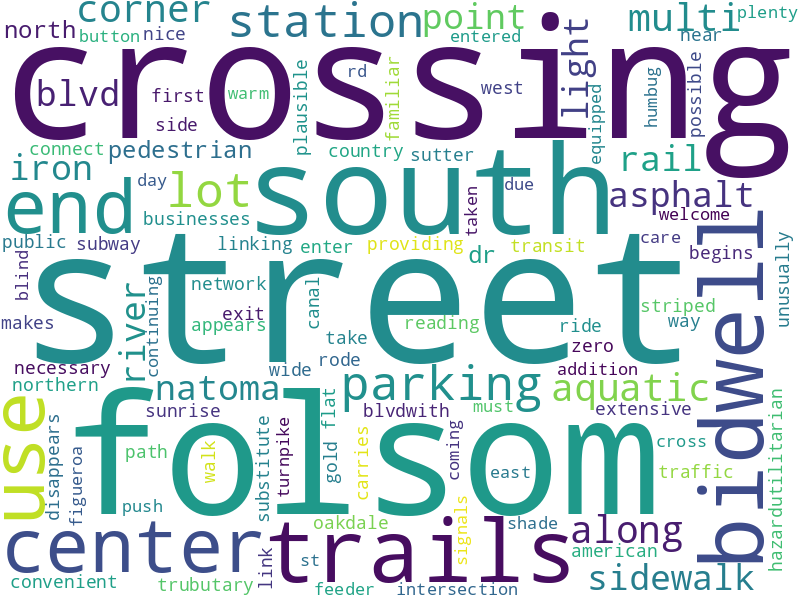 corner
station
point
multi
plenty
north
button
nice
entered
near
crossing
light
blvd
first
warm
rd
plausible
familiar
west
equipped
humbug
possible
side
connect
pedestrian
country
sutter
iron
rail
asphalt
day
lot
south
due
taken
end
businesses
welcome
public
subway
linking
enter
providing
dr
transit
care
begins
unusually
blind
street
bidwell
network
river
continuing
canal
striped
makes
appears
exit
reading
ride
way
take
zero
necessary
wide
rode
addition
northern
natoma
parking
aquatic
use
sunrise
blvdwith
must
extensive
disappears
figueroa
folsom
path
walk
substitute
turnpike
gold
flat
carries
coming
east
cross
traffic
hazardutilitarian
push
oakdale
signals
shade
along
center
link
trails
st
american
convenient
trubutary
feeder
intersection
sidewalk